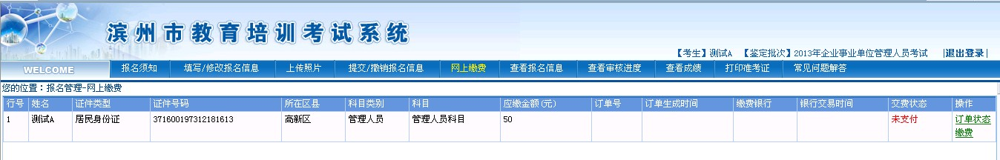 滨州市教育培训考试系统
【考生】测试A 【鉴定批次】2013年企业事业单位管理人员考试 |退出登录|
WELCOME 报名须知 填写/修改报名信息 上传照片 提交/撤销报名信息 网上缴费 查看报名信息 查看审核进度 查看成绩 打印准考证 常见问题解答
您的位置：报名管理-网上缴费
行号 姓名 证件类型 证件号码 所在区县 科目类别 科目 应缴金额(元) 订单号 订单生成时间 缴费银行 银行交易时间 交费状态 操作
1 测试A 居民身份证 371600197312181613 高新区 管理人员 管理人员科目 50 未支付 订单状态
缴费